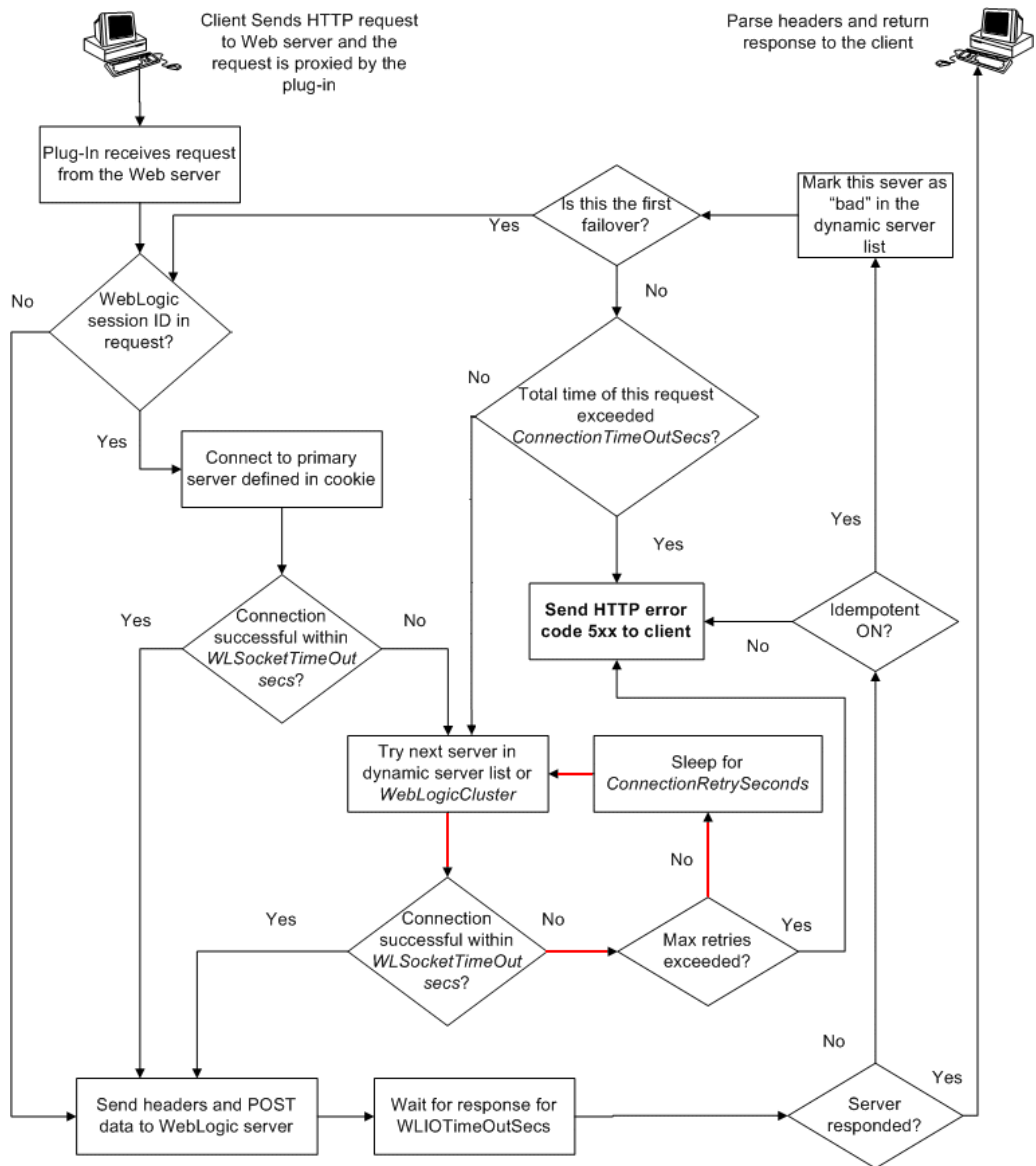 Client Sends HTTP request
to Web server and the
request is proxied by the
plug-in
Parse headers and return
response to the client
Plug-In receives request
from the Web server
Is this the first
failover?
Mark this sever as
"bad" in the
dynamic server
list
Yes
No
No
WebLogic
session ID in
request?
No
Total time of this request
exceeded
ConnectionTimeOutSecs?
Yes
Connect to primary
server defined in cookie
Yes
Yes
Send HTTP error
code 5xx to client
Idempotent
ON?
No
Yes
No
Connection
successful within
WLSocketTimeOut
secs?
Try next server in
dynamic server list or
WebLogicCluster
Sleep for
ConnectionRetrySeconds
No
Yes
No
Yes
Connection
successful within
WLSocketTimeOut
secs?
Max retries
exceeded?
No
Yes
Send headers and POST
data to WebLogic server
Wait for response for
WLIOTimeOutSecs
Server
responded?